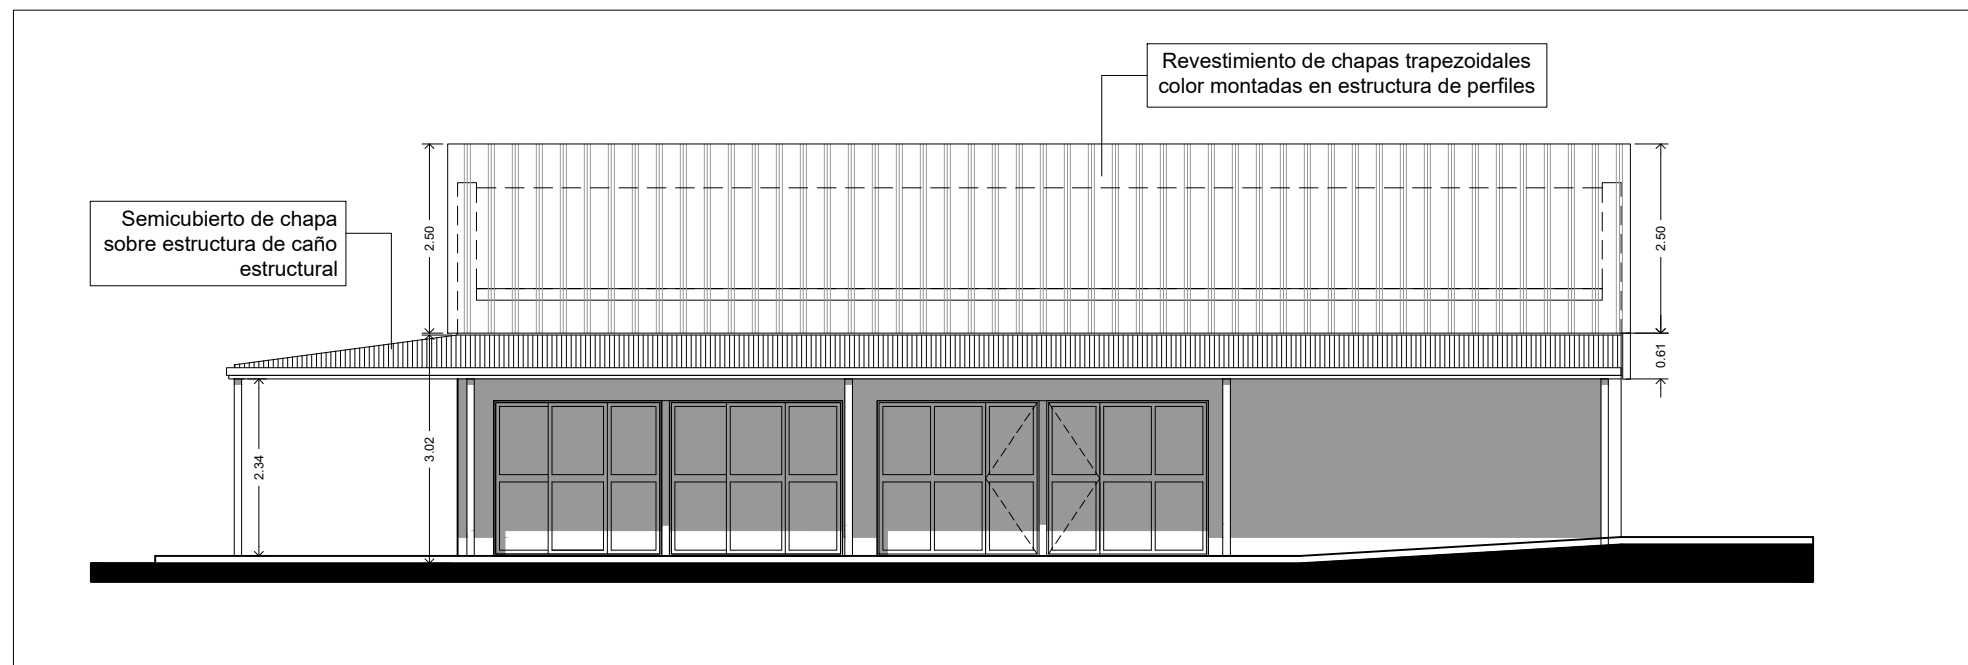 Revestimiento de chapas trapezoidales
color montadas en estructura de perfiles
Semicubierto de chapa
sobre estructura de caño
estructural
2.50
2.50
0.61
3.02
2.34